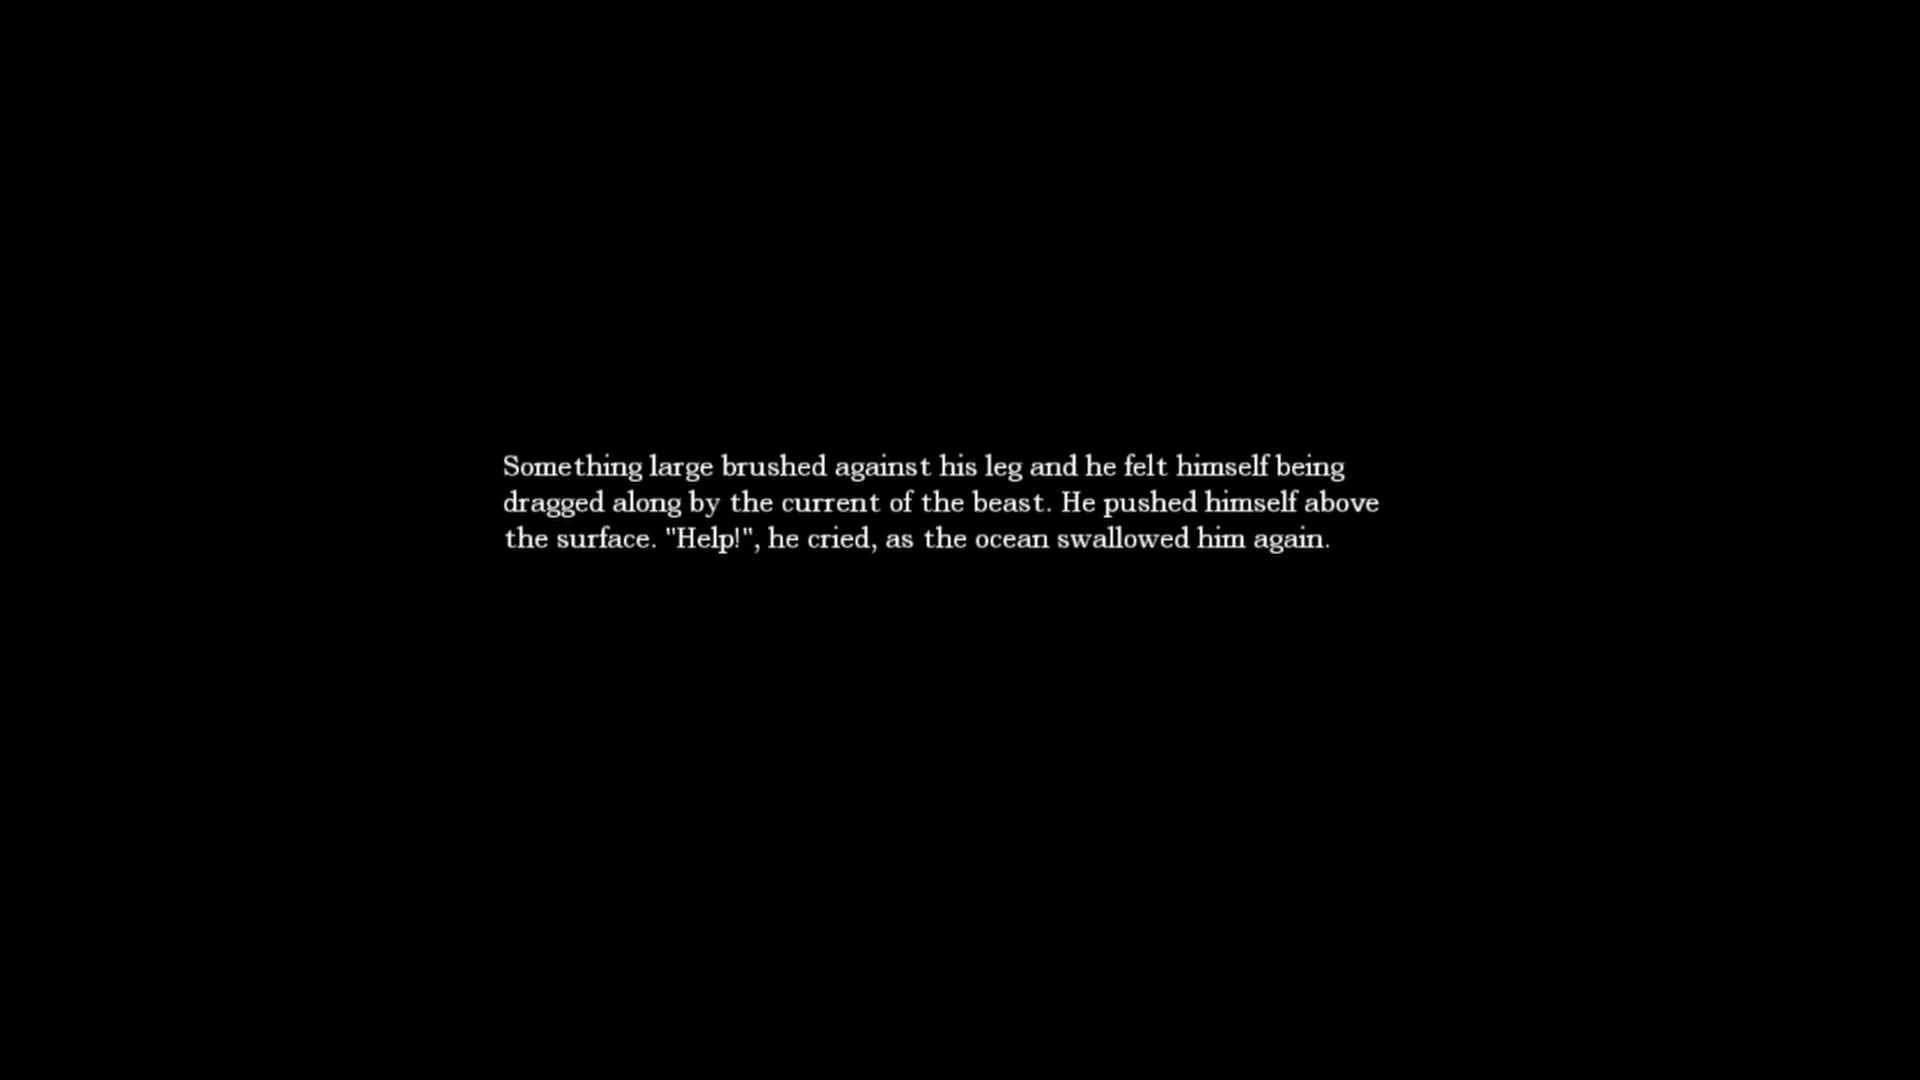 Something large brushed against his leg and he felt himself being
dragged along by the current of the beast. He pushed himself above
the surface. "Help!", he cried, as the ocean swallowed him again.